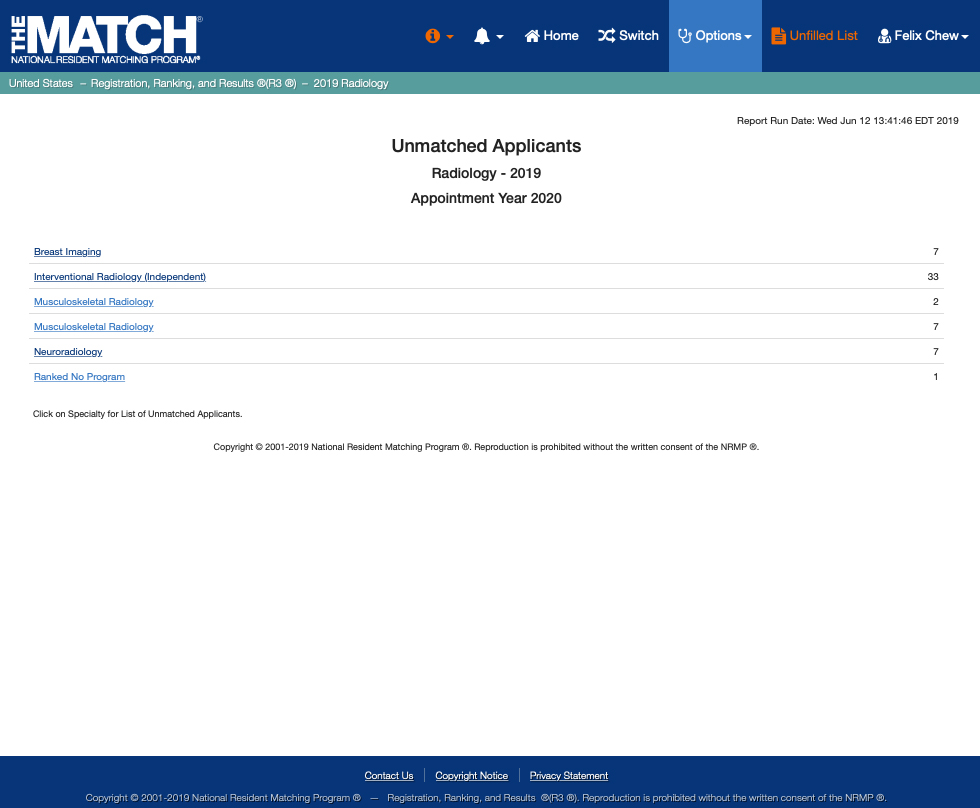 THE MATCH®
NATIONAL RESIDENT MATCHING PROGRAM®
Home Switch Options Unfilled List Felix Chew
United States – Registration, Ranking, and Results ®(R3 ®) – 2019 Radiology
Report Run Date: Wed Jun 12 13:41:46 EDT 2019
Unmatched Applicants
Radiology - 2019
Appointment Year 2020
Breast Imaging 7
Interventional Radiology (Independent) 33
Musculoskeletal Radiology 2
Musculoskeletal Radiology 7
Neuroradiology 7
Ranked No Program 1
Click on Specialty for List of Unmatched Applicants.
Copyright © 2001-2019 National Resident Matching Program ®. Reproduction is prohibited without the written consent of the NRMP ®.
Contact Us Copyright Notice Privacy Statement
Copyright © 2001-2019 National Resident Matching Program ® — Registration, Ranking, and Results ®(R3 ®). Reproduction is prohibited without the written consent of the NRMP ®.